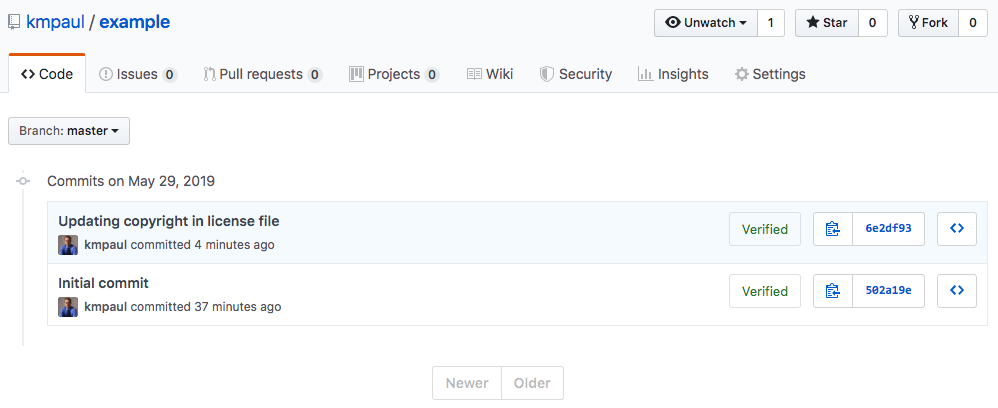 kmpaul / example Unwatch 1 Star 0 Fork 0
Code Issues 0 Pull requests 0 Projects 0 Wiki Security Insights Settings
Branch: master
Commits on May 29, 2019
Updating copyright in license file
kmpaul committed 4 minutes ago Verified 6e2df93
Initial commit
kmpaul committed 37 minutes ago Verified 502a19e
Newer Older